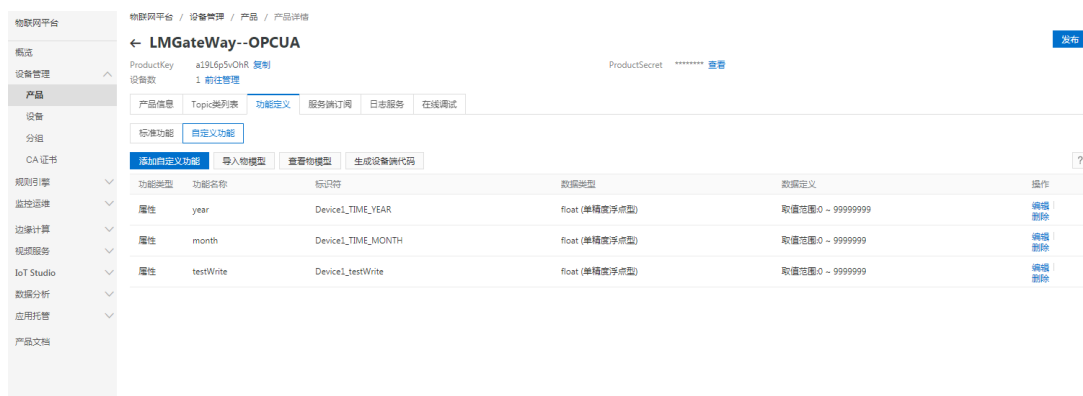 物联网平台
概览
设备管理
产品
设备
分组
CA 证书
规则引擎
监控运维
边缘计算
视频服务
IoT Studio
数据分析
应用托管
产品文档
物联网平台 / 设备管理 / 产品 / 产品详情
← LMGateWay--OPCUA
发布
ProductKey a19L6p5vOhR 复制 ProductSecret ******** 查看
设备数 1 前往管理
产品信息 Topic类列表 功能定义 服务端订阅 日志服务 在线调试
标准功能 自定义功能
添加自定义功能 导入物模型 查看物模型 生成设备端代码 ?
功能类型 功能名称 标识符 数据类型 数据定义 操作
属性 year Device1_TIME_YEAR float (单精度浮点型) 取值范围:0 ~ 99999999 编辑
删除
属性 month Device1_TIME_MONTH float (单精度浮点型) 取值范围:0 ~ 9999999 编辑
删除
属性 testWrite Device1_testWrite float (单精度浮点型) 取值范围:0 ~ 9999999 编辑
删除